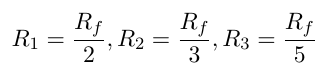 $R_1 = \frac{R_f}{2}, R_2 = \frac{R_f}{3}, R_3 = \frac{R_f}{5}$